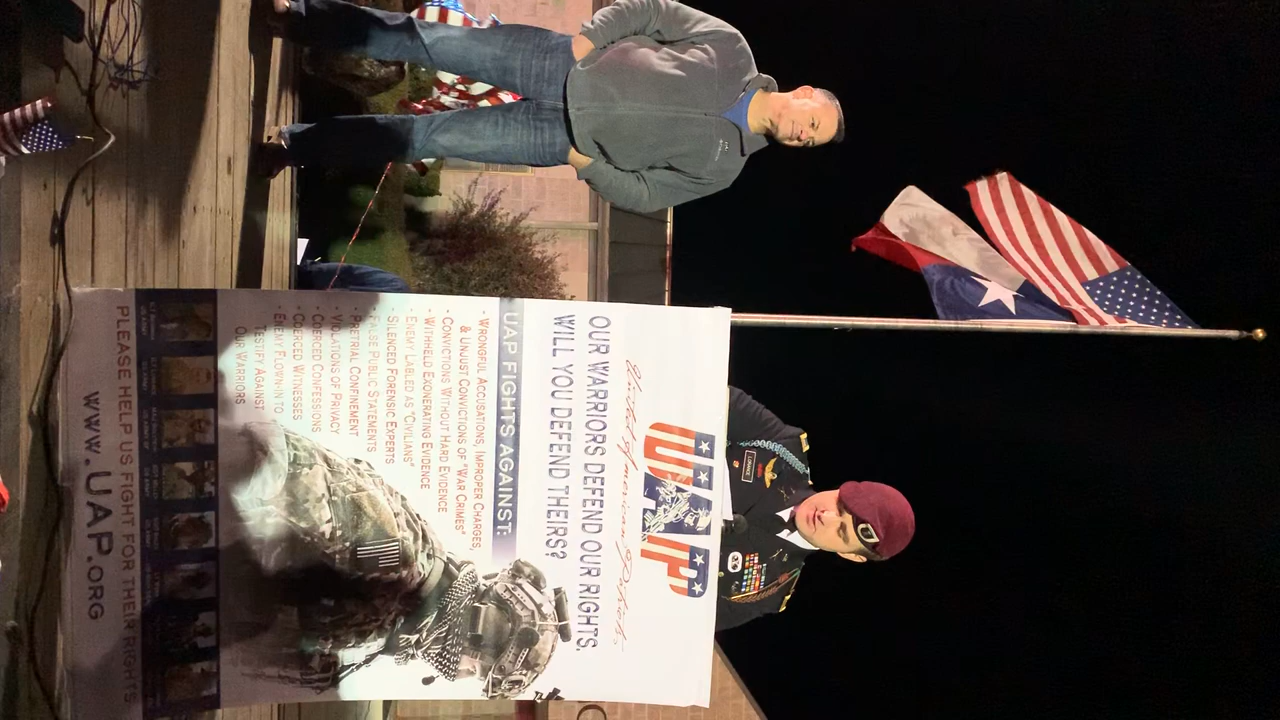 United American Patriots
UAP
OUR WARRIORS DEFEND OUR RIGHTS.
WILL YOU DEFEND THEIRS?
UAP FIGHTS AGAINST:
- WRONGFUL ACCUSATIONS, IMPROPER CHARGES,
& UNJUST CONVICTIONS OF "WAR CRIMES"
- CONVICTIONS WITHOUT HARD EVIDENCE
- WITHHELD EXONERATING EVIDENCE
- ENEMY LABLED AS "CIVILIANS"
- SILENCED FORENSIC EXPERTS
- FALSE PUBLIC STATEMENTS
- PRETRIAL CONFINEMENT
- VIOLATIONS OF PRIVACY
- COERCED CONFESSIONS
- COERCED WITNESSES
- ENEMY FLOWN IN TO
TESTIFY AGAINST
OUR WARRIORS
PLEASE HELP US FIGHT FOR THEIR RIGHTS
WWW.UAP.ORG